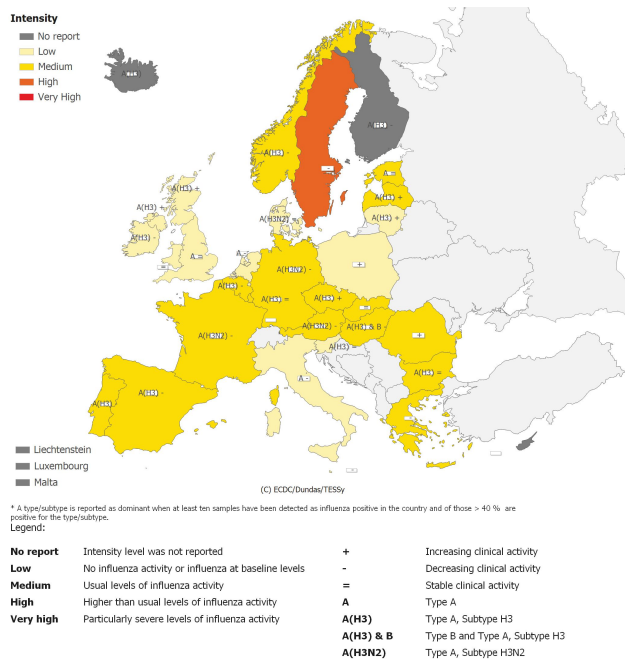 Intensity
No report
Low
Medium
High
Very High
A(H3)
A(H3)
A(H3) -
-
A =
A(H3) +
A(H3) +
A(H3) +
A(H3) +
A(H3) -
A =
=
A(H3N2) -
A -
+
A(H3N2) -
A(H3) -
A(H3) =
A(H3) +
=
A(H3N2) -
A(H3) & B -
+
A(H3N2) -
A(H3) =
A(H3) =
A -
A(H3) -
A(H3) -
-
Liechtenstein
Luxembourg
Malta
(C) ECDC/Dundas/TESSy
* A type/subtype is reported as dominant when at least ten samples have been detected as influenza positive in the country and of those > 40 % are
positive for the type/subtype.
Legend:
No report Intensity level was not reported + Increasing clinical activity
Low No influenza activity or influenza at baseline levels - Decreasing clinical activity
Medium Usual levels of influenza activity = Stable clinical activity
High Higher than usual levels of influenza activity A Type A
Very high Particularly severe levels of influenza activity A(H3) Type A, Subtype H3
A(H3) & B Type B and Type A, Subtype H3
A(H3N2) Type A, Subtype H3N2